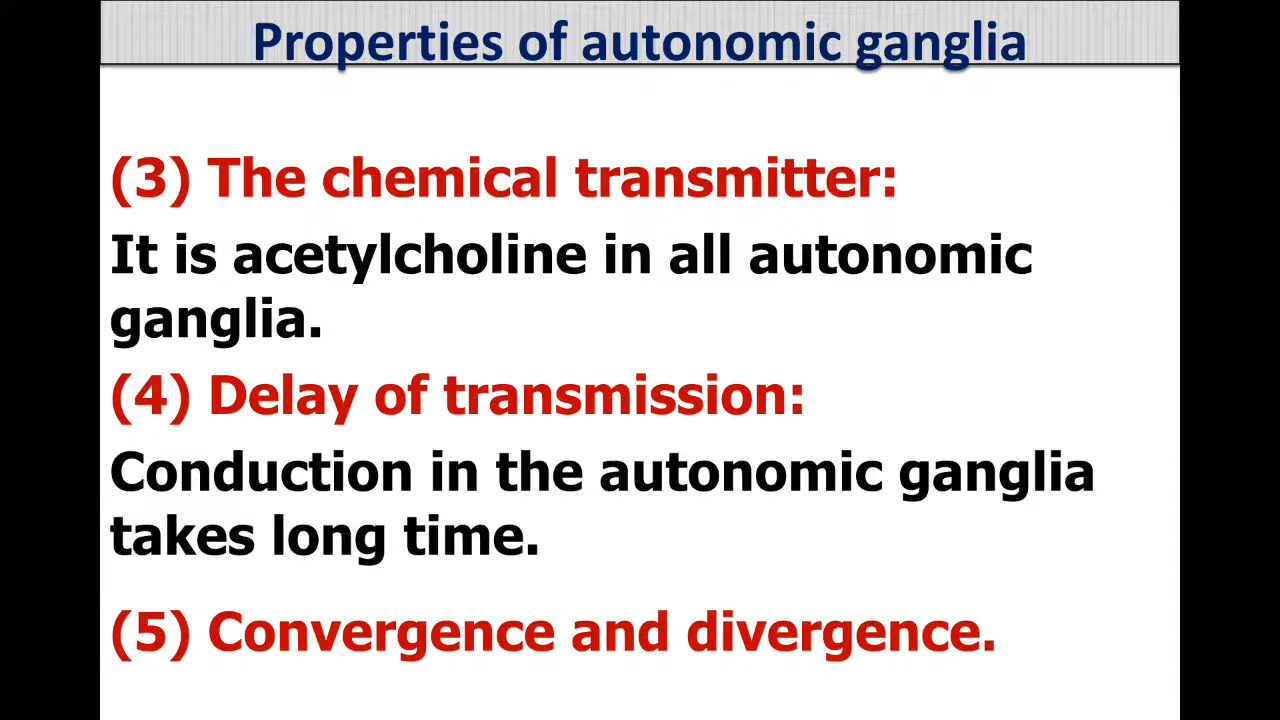 Properties of autonomic ganglia
(3) The chemical transmitter:
It is acetylcholine in all autonomic
ganglia.
(4) Delay of transmission:
Conduction in the autonomic ganglia
takes long time.
(5) Convergence and divergence.